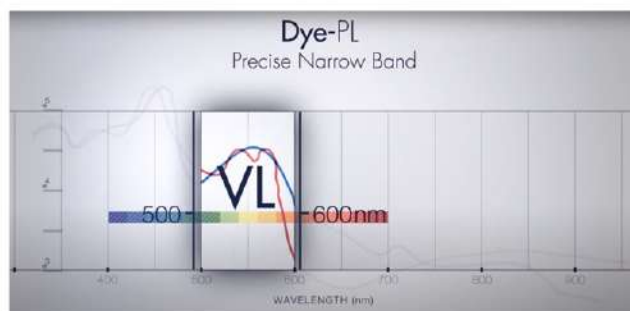 Dye-PL
Precise Narrow Band
VL
500
600nm
400 500 600 700 800 900
WAVELENGTH (nm)